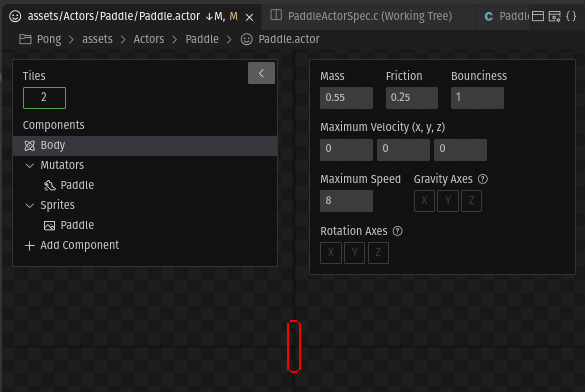 assets/Actors/Paddle/Paddle.actor ↓M, M
PaddleActorSpec.c (Working Tree)
C Paddl
Pong > assets > Actors > Paddle > Paddle.actor
Tiles
2
Components
Body
Mutators
Paddle
Sprites
Paddle
Add Component
Mass Friction Bounciness
0.55 0.25 1
Maximum Velocity (x, y, z)
0 0 0
Maximum Speed Gravity Axes
8 X Y Z
Rotation Axes
X Y Z